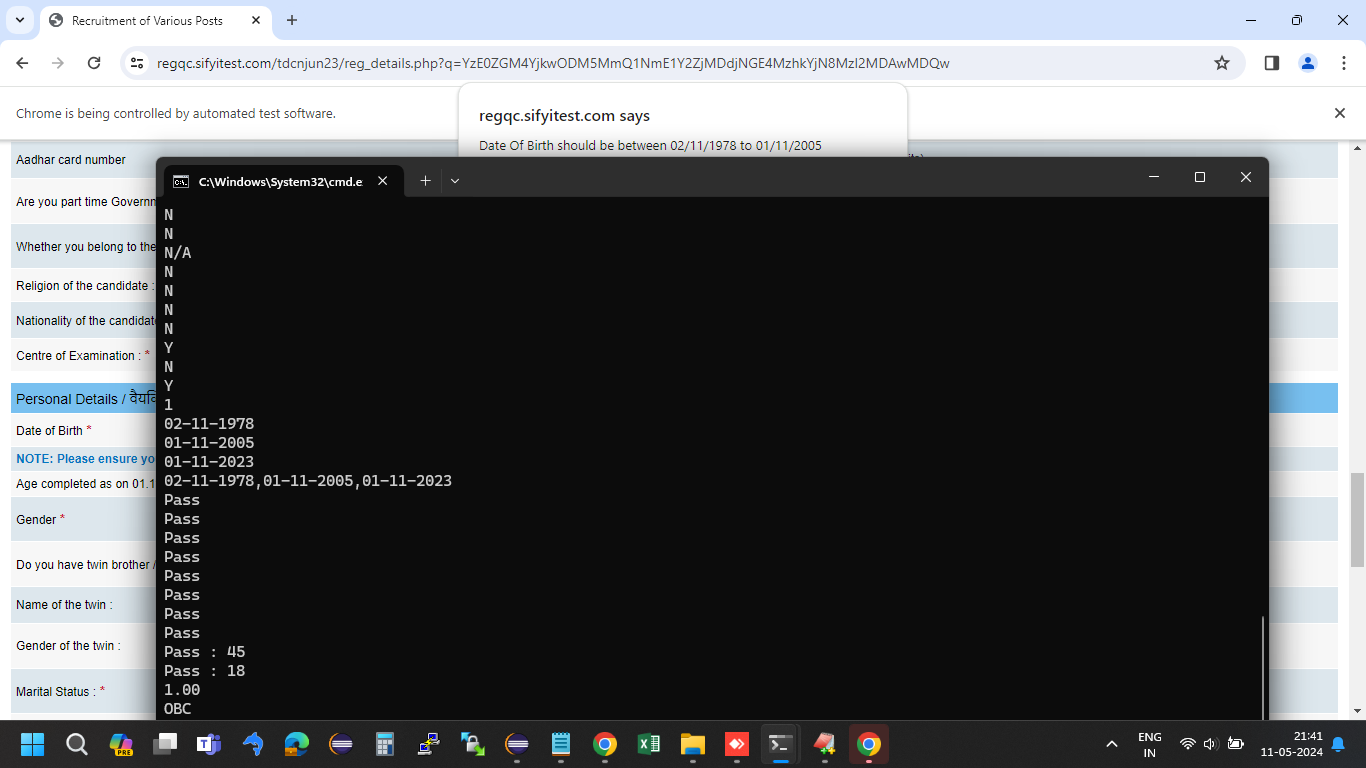 Recruitment of Various Posts
regqc.sifyitest.com/tdcnjun23/reg_details.php?q=YzE0ZGM4YjkwODM5MmQ1NmE1Y2ZjMDdjNGE4MzhkYjN8MzI2MDAwMDQw
Chrome is being controlled by automated test software.
regqc.sifyitest.com says
Date Of Birth should be between 02/11/1978 to 01/11/2005
Aadhar card number
Are you part time Governm
Whether you belong to the
Religion of the candidate :
Nationality of the candidat
Centre of Examination : *
Personal Details /
Date of Birth *
NOTE: Please ensure yo
Age completed as on 01.1
Gender *
Do you have twin brother /
Name of the twin :
Gender of the twin :
Marital Status : *
C:\Windows\System32\cmd.e
N
N
N/A
N
N
N
N
Y
N
Y
1
02-11-1978
01-11-2005
01-11-2023
02-11-1978,01-11-2005,01-11-2023
Pass
Pass
Pass
Pass
Pass
Pass
Pass
Pass
Pass : 45
Pass : 18
1.00
OBC
PRE
ENG
IN
21:41
11-05-2024